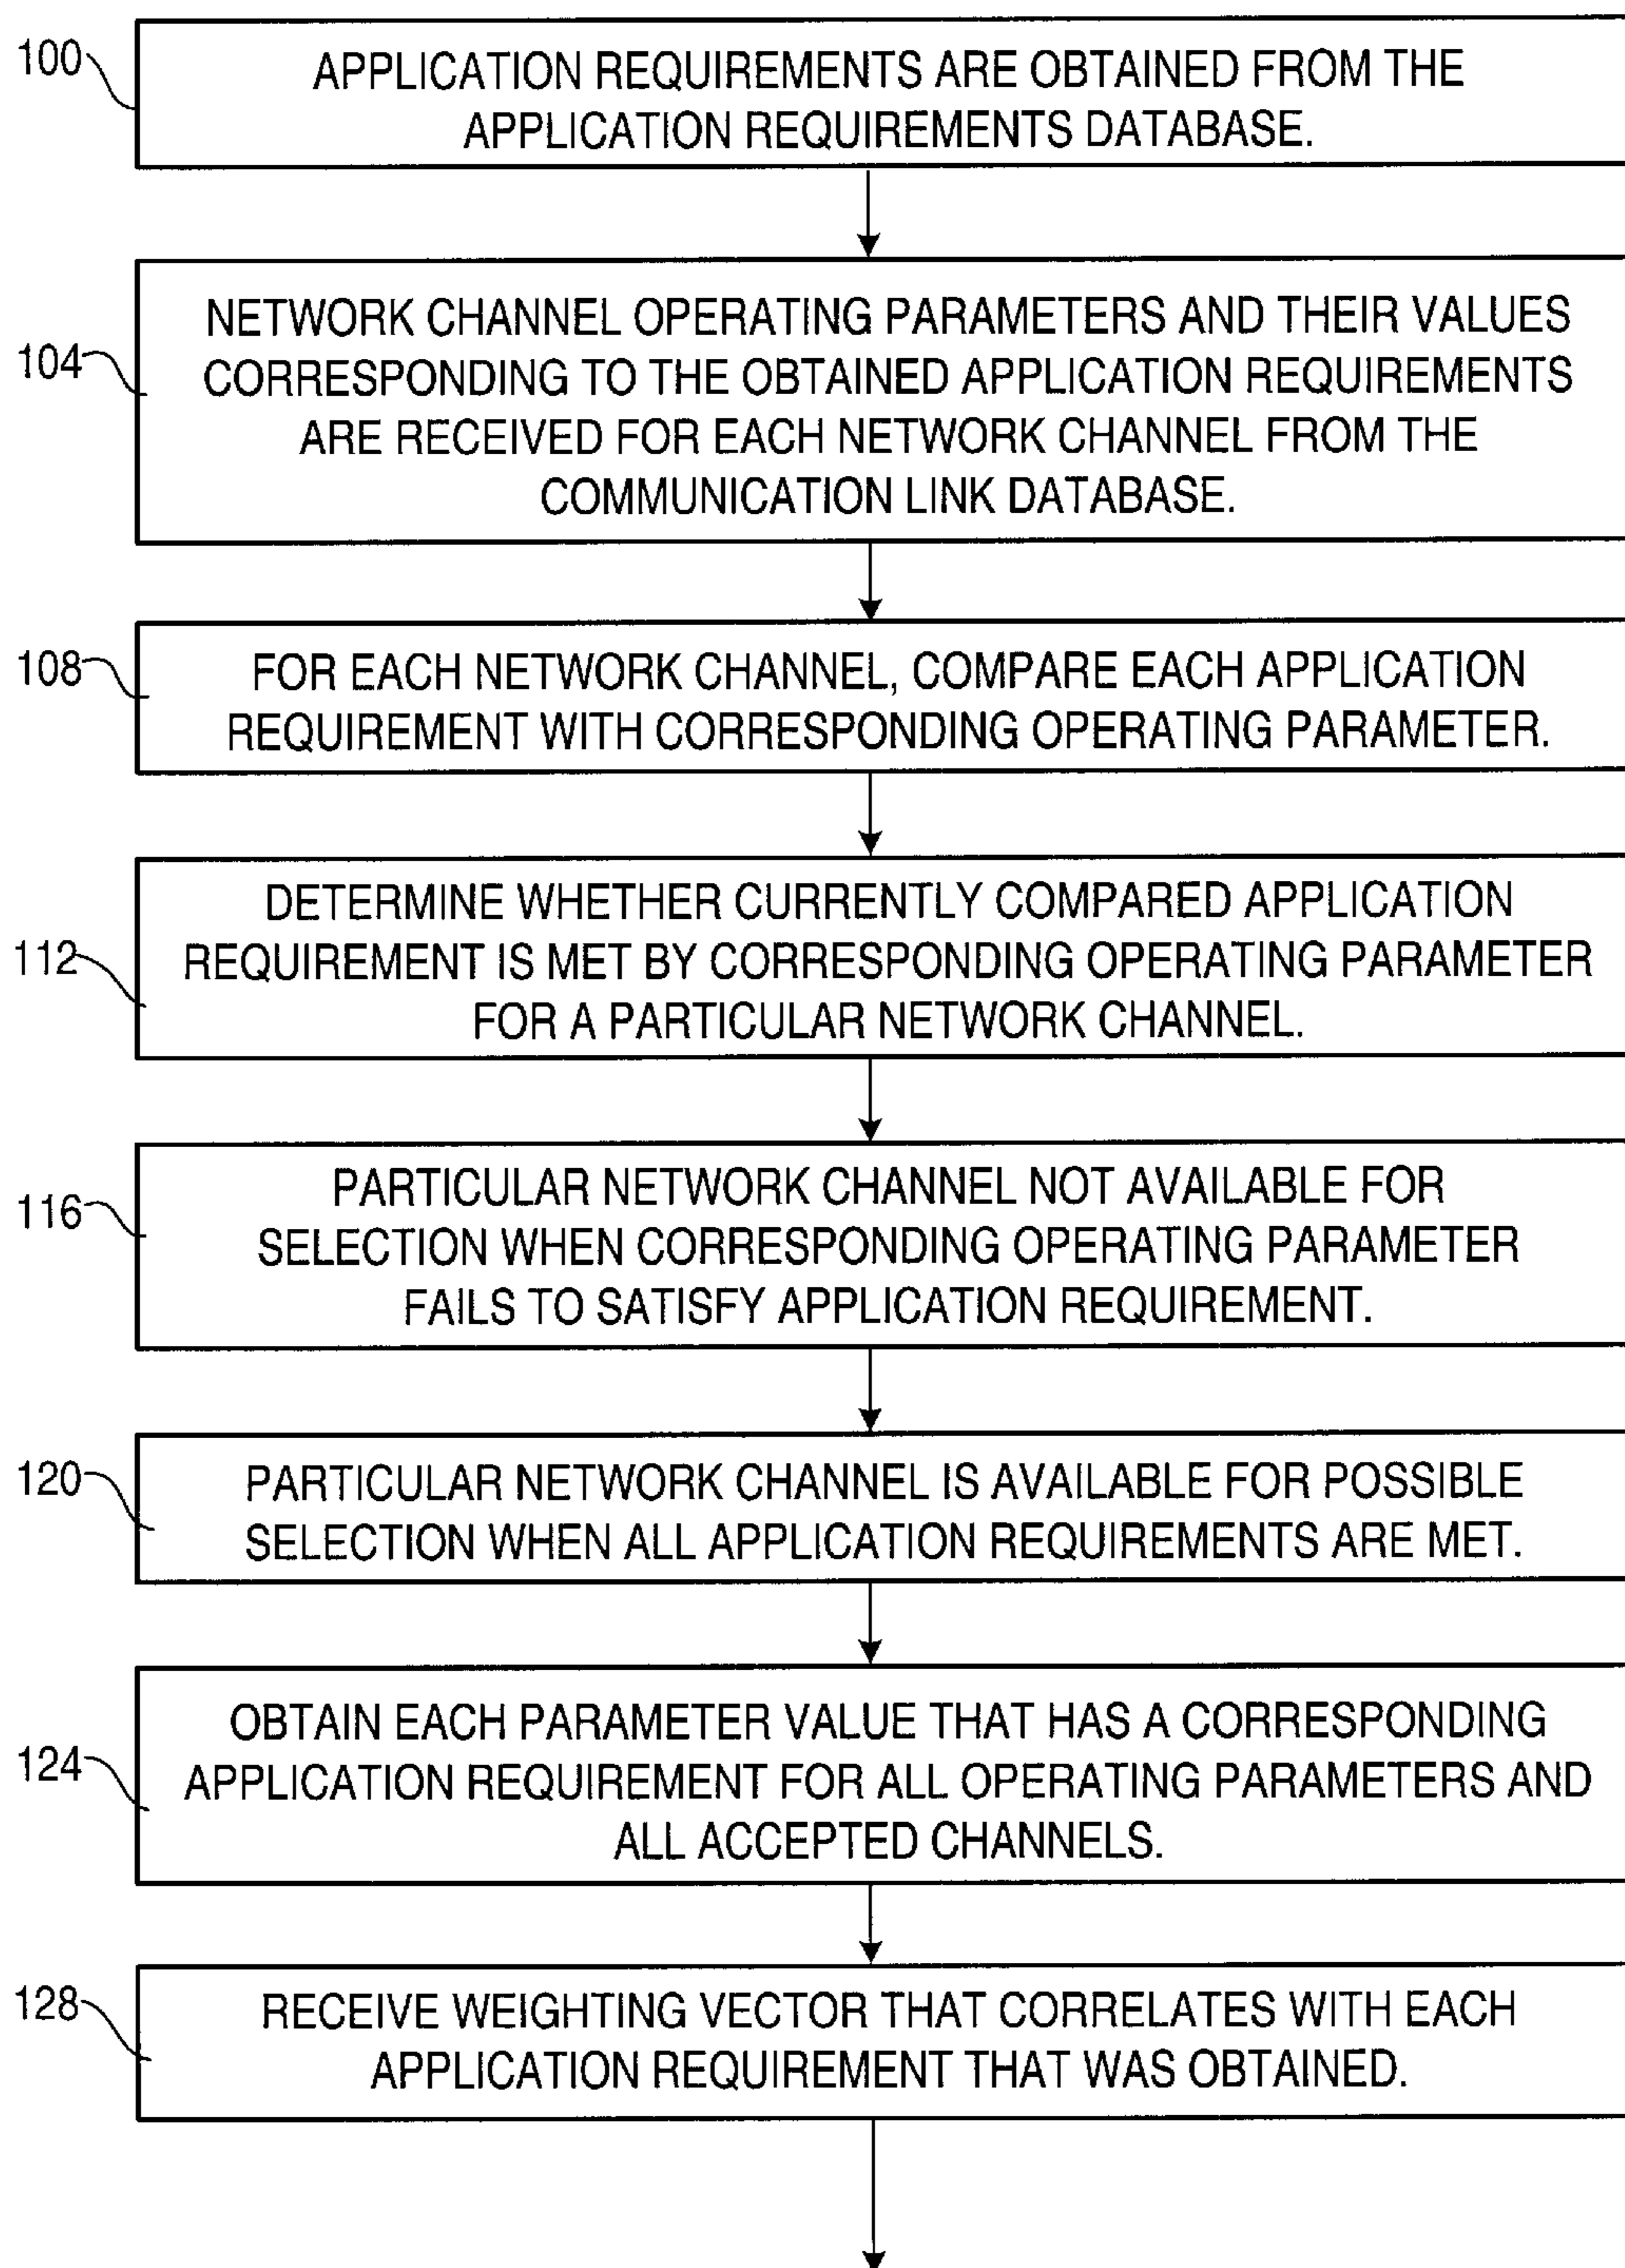 100
APPLICATION REQUIREMENTS ARE OBTAINED FROM THE
APPLICATION REQUIREMENTS DATABASE.
104
NETWORK CHANNEL OPERATING PARAMETERS AND THEIR VALUES
CORRESPONDING TO THE OBTAINED APPLICATION REQUIREMENTS
ARE RECEIVED FOR EACH NETWORK CHANNEL FROM THE
COMMUNICATION LINK DATABASE.
108
FOR EACH NETWORK CHANNEL, COMPARE EACH APPLICATION
REQUIREMENT WITH CORRESPONDING OPERATING PARAMETER.
112
DETERMINE WHETHER CURRENTLY COMPARED APPLICATION
REQUIREMENT IS MET BY CORRESPONDING OPERATING PARAMETER
FOR A PARTICULAR NETWORK CHANNEL.
116
PARTICULAR NETWORK CHANNEL NOT AVAILABLE FOR
SELECTION WHEN CORRESPONDING OPERATING PARAMETER
FAILS TO SATISFY APPLICATION REQUIREMENT.
120
PARTICULAR NETWORK CHANNEL IS AVAILABLE FOR POSSIBLE
SELECTION WHEN ALL APPLICATION REQUIREMENTS ARE MET.
124
OBTAIN EACH PARAMETER VALUE THAT HAS A CORRESPONDING
APPLICATION REQUIREMENT FOR ALL OPERATING PARAMETERS AND
ALL ACCEPTED CHANNELS.
128
RECEIVE WEIGHTING VECTOR THAT CORRELATES WITH EACH
APPLICATION REQUIREMENT THAT WAS OBTAINED.